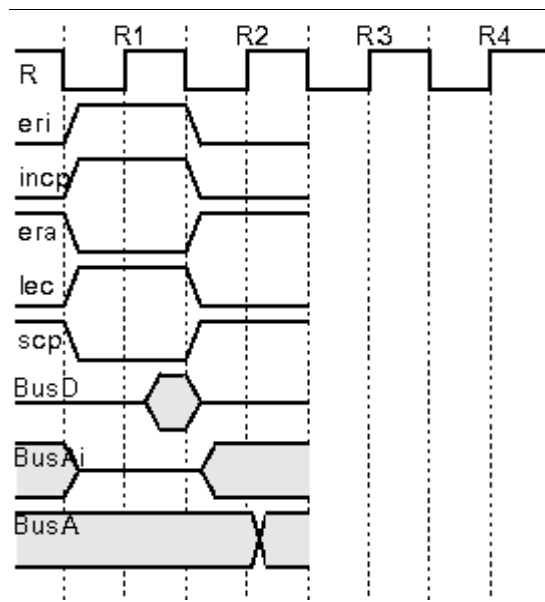 R1 R2 R3 R4
R
eri
incp
era
lec
scp
BusD
BusAi
BusA